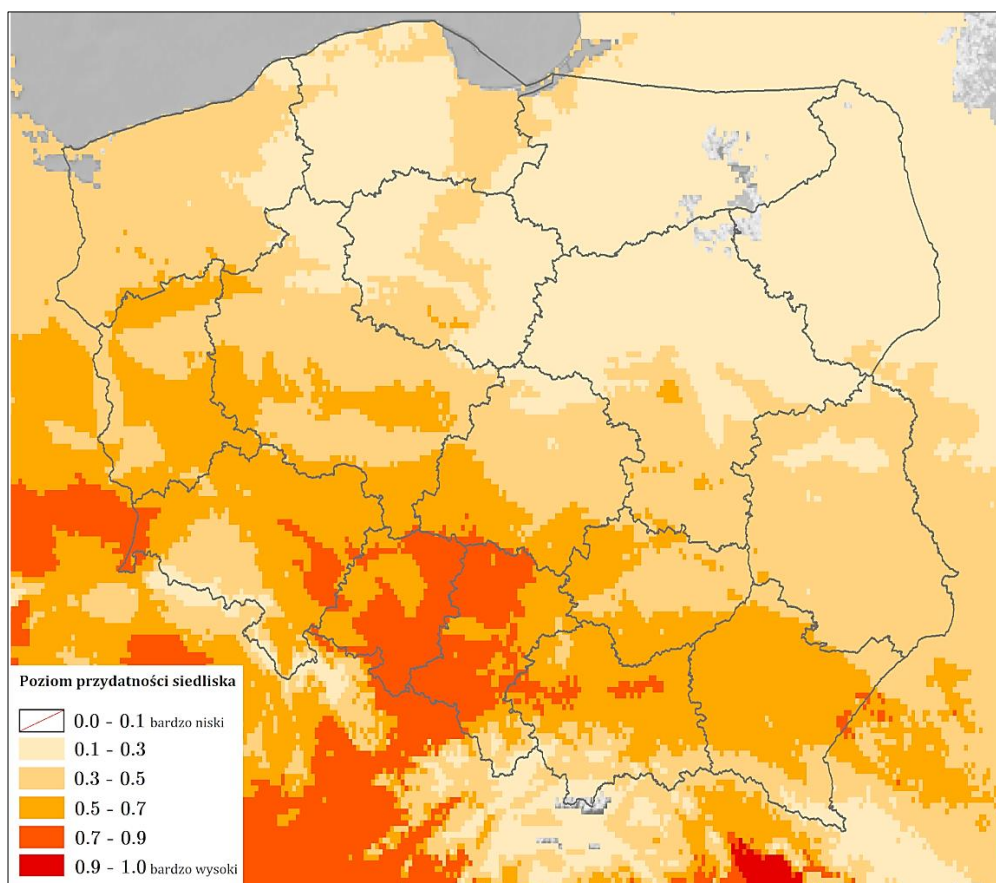 Poziom przydatności siedliska
0.0 - 0.1 bardzo niski
0.1 - 0.3
0.3 - 0.5
0.5 - 0.7
0.7 - 0.9
0.9 - 1.0 bardzo wysoki